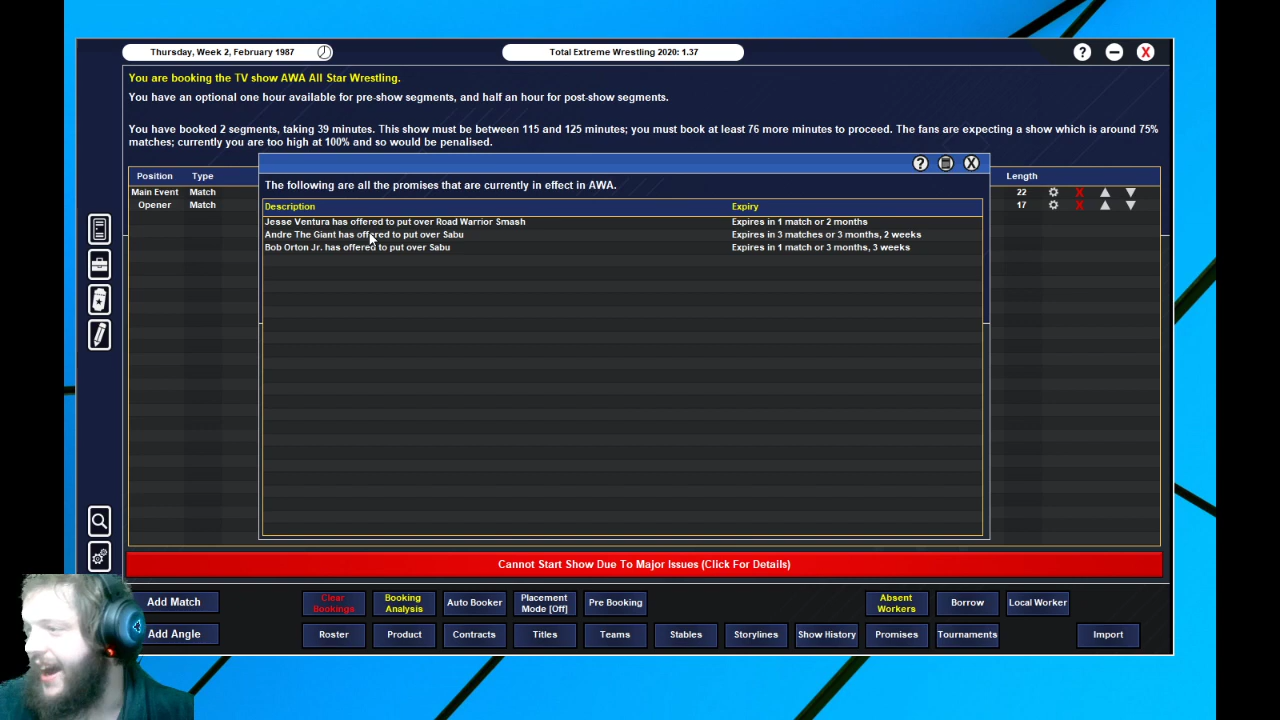 Thursday, Week 2, February 1987
Total Extreme Wrestling 2020: 1.37
? X
You are booking the TV show AWA All Star Wrestling.
You have an optional one hour available for pre-show segments, and half an hour for post-show segments.
You have booked 2 segments, taking 39 minutes. This show must be between 115 and 125 minutes; you must book at least 76 more minutes to proceed. The fans are expecting a show which is around 75%
matches; currently you are too high at 100% and so would be penalised.
? X
Position Type Length
The following are all the promises that are currently in effect in AWA.
Main Event Match 22 X
Opener Match 17 X
Description Expiry
Jesse Ventura has offered to put over Road Warrior Smash Expires in 1 match or 2 months
Andre The Giant has offered to put over Sabu Expires in 3 matches or 3 months, 2 weeks
Bob Orton Jr. has offered to put over Sabu Expires in 1 match or 3 months, 3 weeks
Cannot Start Show Due To Major Issues (Click For Details)
Add Match Clear Bookings Booking Analysis Auto Booker Placement Mode [Off] Pre Booking Absent Workers Borrow Local Worker
Add Angle Roster Product Contracts Titles Teams Stables Storylines Show History Promises Tournaments Import